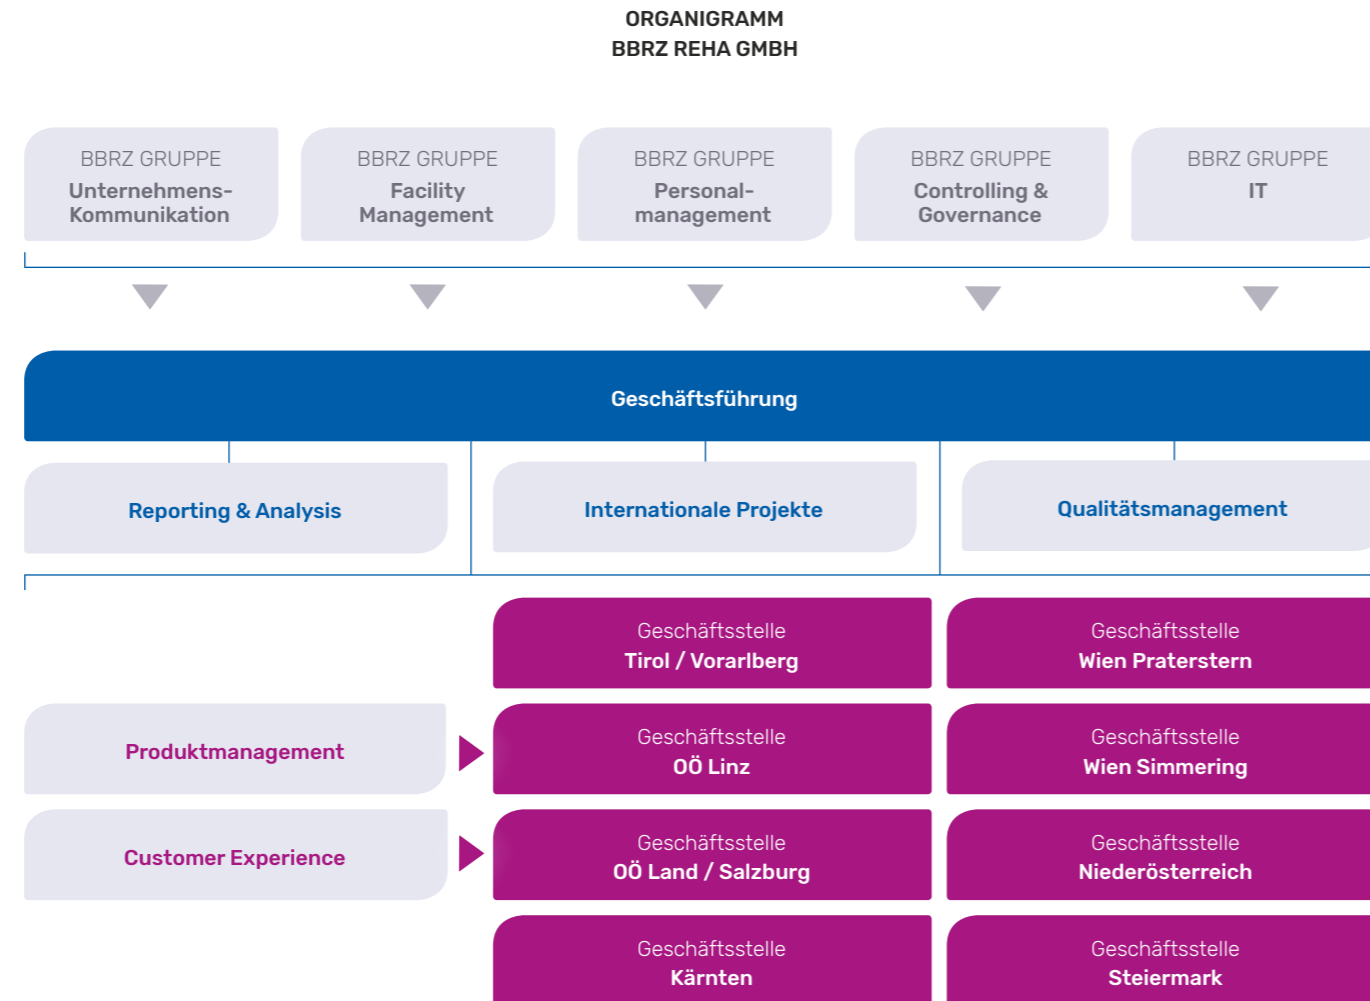 ORGANIGRAMM
BBRZ REHA GMBH
BBRZ GRUPPE
Unternehmens-
Kommunikation
BBRZ GRUPPE
Facility
Management
BBRZ GRUPPE
Personal-
management
BBRZ GRUPPE
Controlling &
Governance
BBRZ GRUPPE
IT
Geschäftsführung
Reporting & Analysis
Internationale Projekte
Qualitätsmanagement
Geschäftsstelle
Tirol / Vorarlberg
Geschäftsstelle
Wien Praterstern
Produktmanagement
Geschäftsstelle
OÖ Linz
Geschäftsstelle
Wien Simmering
Customer Experience
Geschäftsstelle
OÖ Land / Salzburg
Geschäftsstelle
Niederösterreich
Geschäftsstelle
Kärnten
Geschäftsstelle
Steiermark